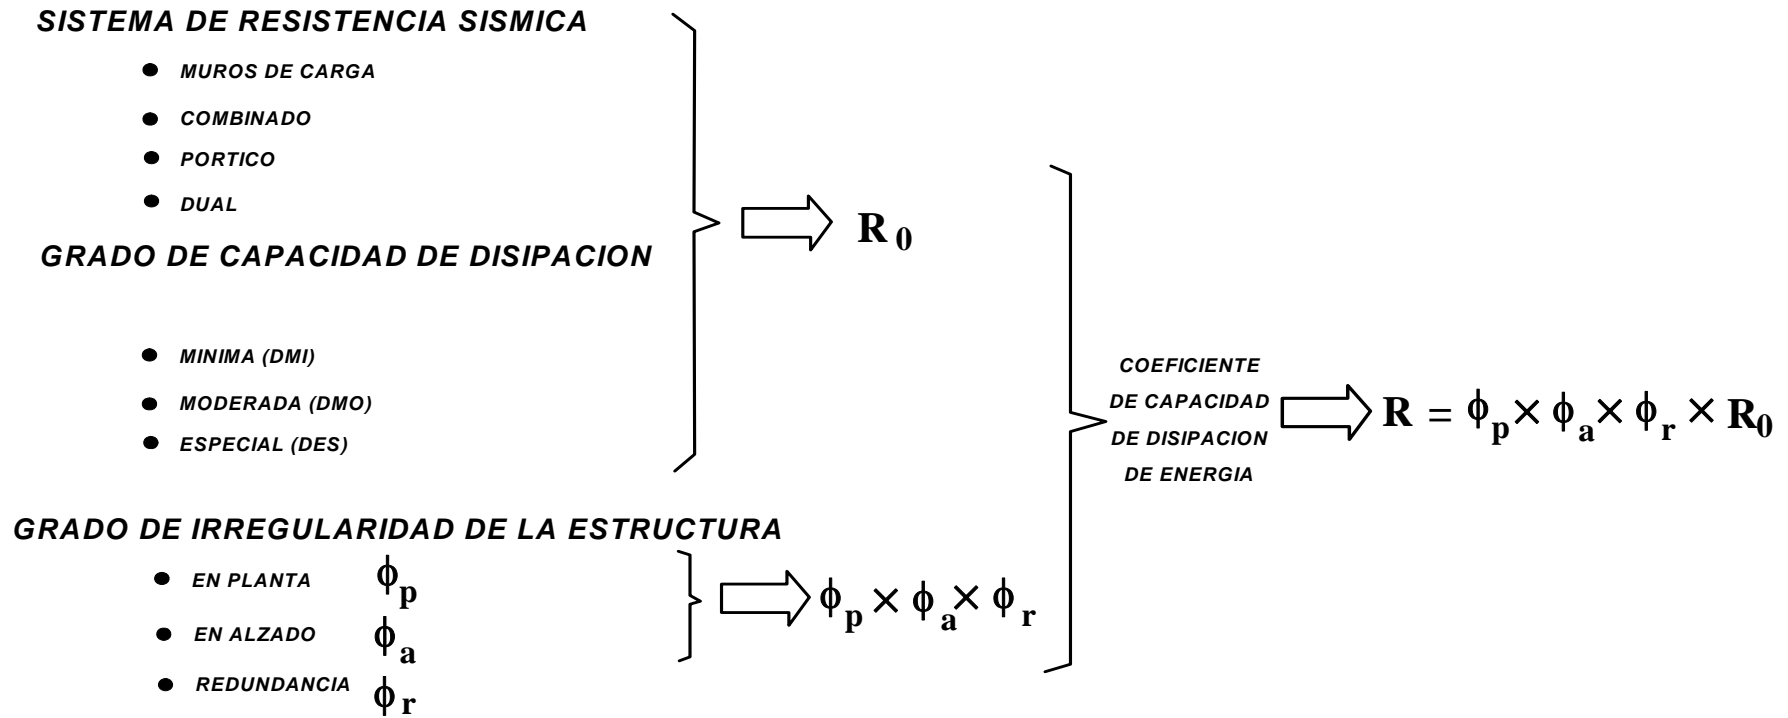 SISTEMA DE RESISTENCIA SISMICA
● MUROS DE CARGA
● COMBINADO
● PORTICO
● DUAL
R₀
GRADO DE CAPACIDAD DE DISIPACION
● MINIMA (DMI)
● MODERADA (DMO)
● ESPECIAL (DES)
GRADO DE IRREGULARIDAD DE LA ESTRUCTURA
● EN PLANTA ϕp
● EN ALZADO ϕa
● REDUNDANCIA ϕr
ϕp × ϕa × ϕr
COEFICIENTE
DE CAPACIDAD
DE DISIPACION
DE ENERGIA
R = ϕp × ϕa × ϕr × R₀